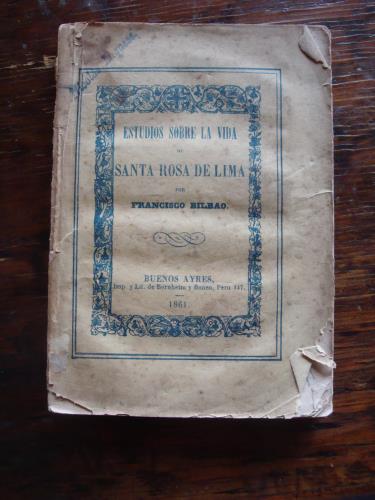 ESTUDIOS SOBRE LA VIDA
DE
SANTA ROSA DE LIMA
POR
FRANCISCO BILBAO.
BUENOS AYRES,
Imp. y Lit. de Bernheim y Boneo, Peru 147.
1861